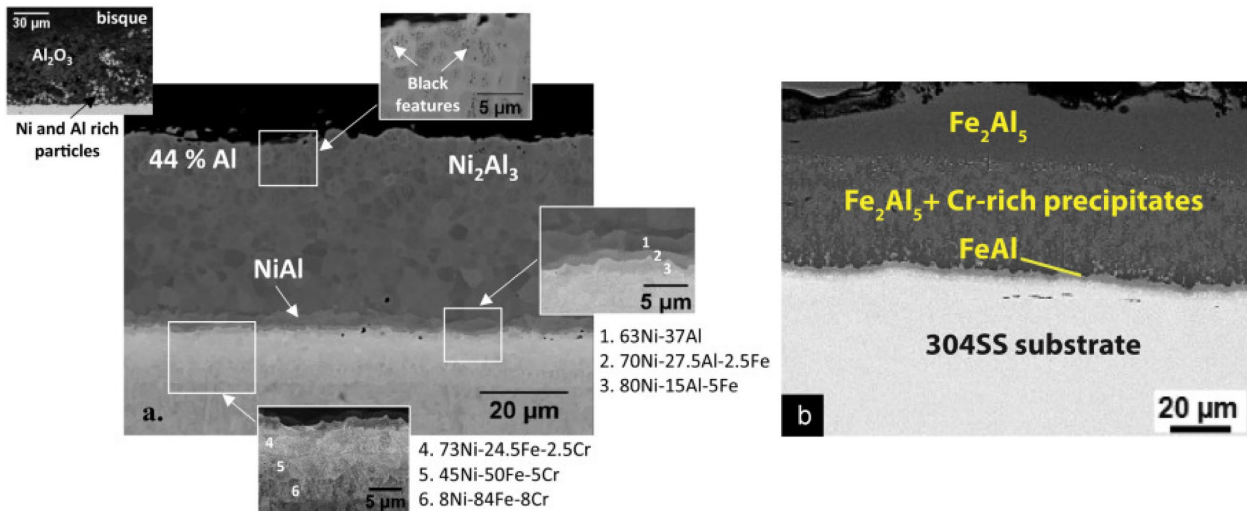 30 µm
bisque
Al₂O₃
Ni and Al rich
particles
Black
features
5 µm
44 % Al
Ni₂Al₃
NiAl
1
2
3
5 µm
1. 63Ni-37Al
2. 70Ni-27.5Al-2.5Fe
3. 80Ni-15Al-5Fe
a.
20 µm
4
5
6
5 µm
4. 73Ni-24.5Fe-2.5Cr
5. 45Ni-50Fe-5Cr
6. 8Ni-84Fe-8Cr
Fe₂Al₅
Fe₂Al₅+ Cr-rich precipitates
FeAl
304SS substrate
b
20 µm